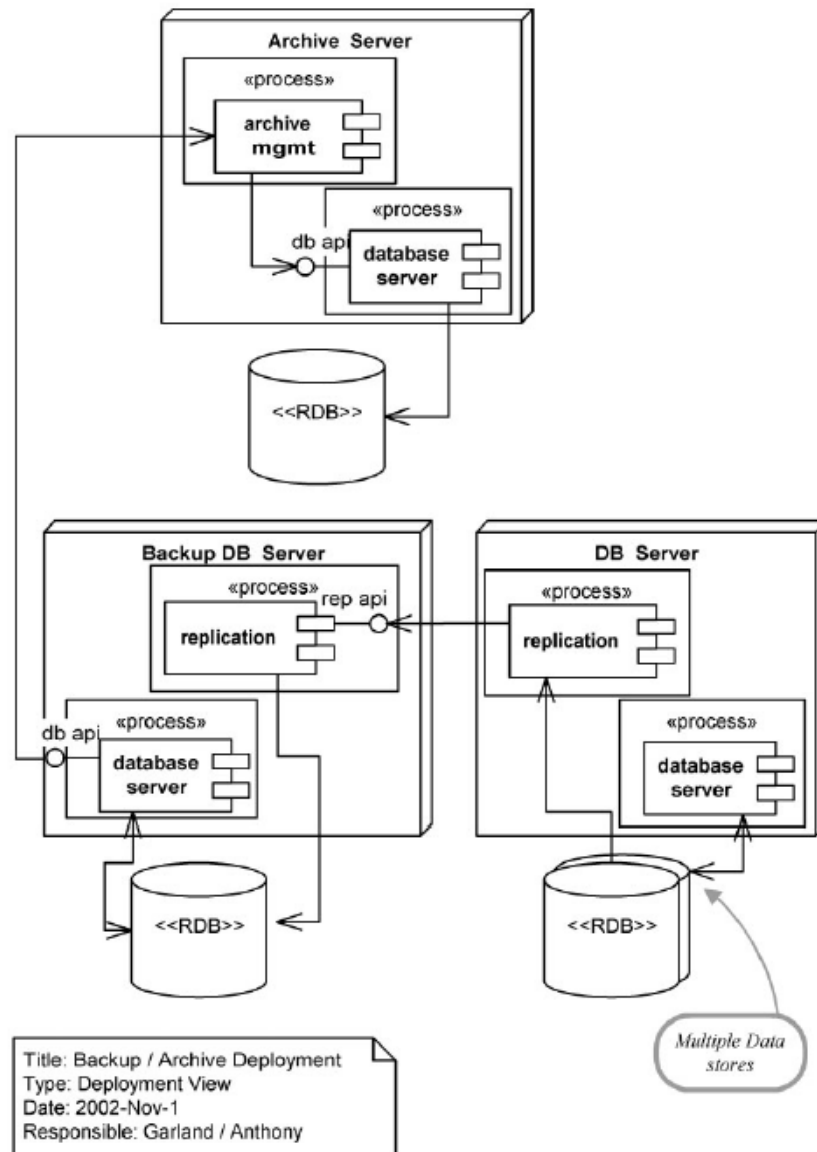 Archive Server
«process»
archive
mgmt
«process»
db api
database
server
<<RDB>>
Backup DB Server
«process»
rep api
replication
«process»
db api
database
server
<<RDB>>
DB Server
«process»
replication
«process»
database
server
<<RDB>>
Multiple Data
stores
Title: Backup / Archive Deployment
Type: Deployment View
Date: 2002-Nov-1
Responsible: Garland / Anthony